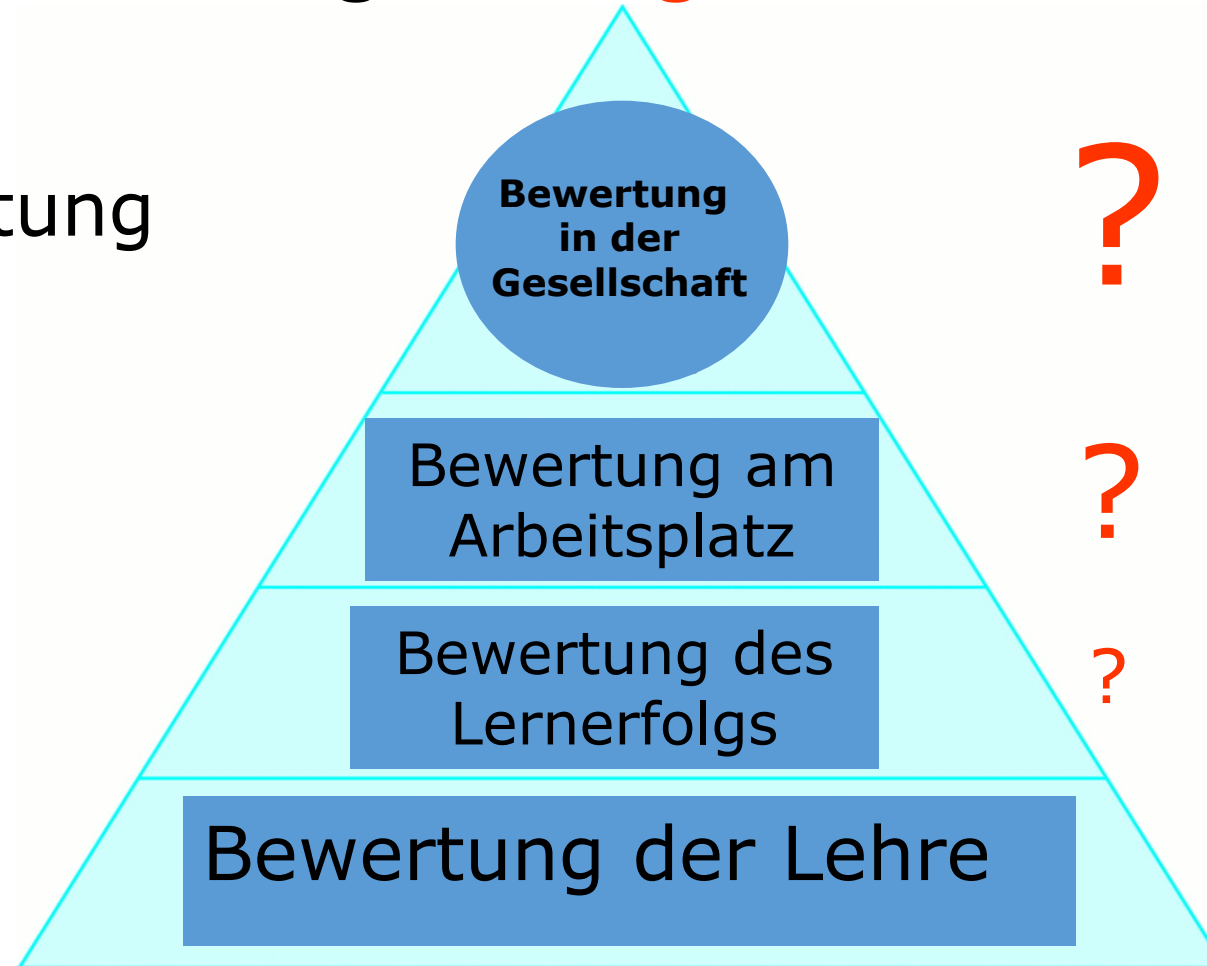 Bewertung
in der
Gesellschaft
?
tung
Bewertung am
Arbeitsplatz
?
Bewertung des
Lernerfolgs
?
Bewertung der Lehre